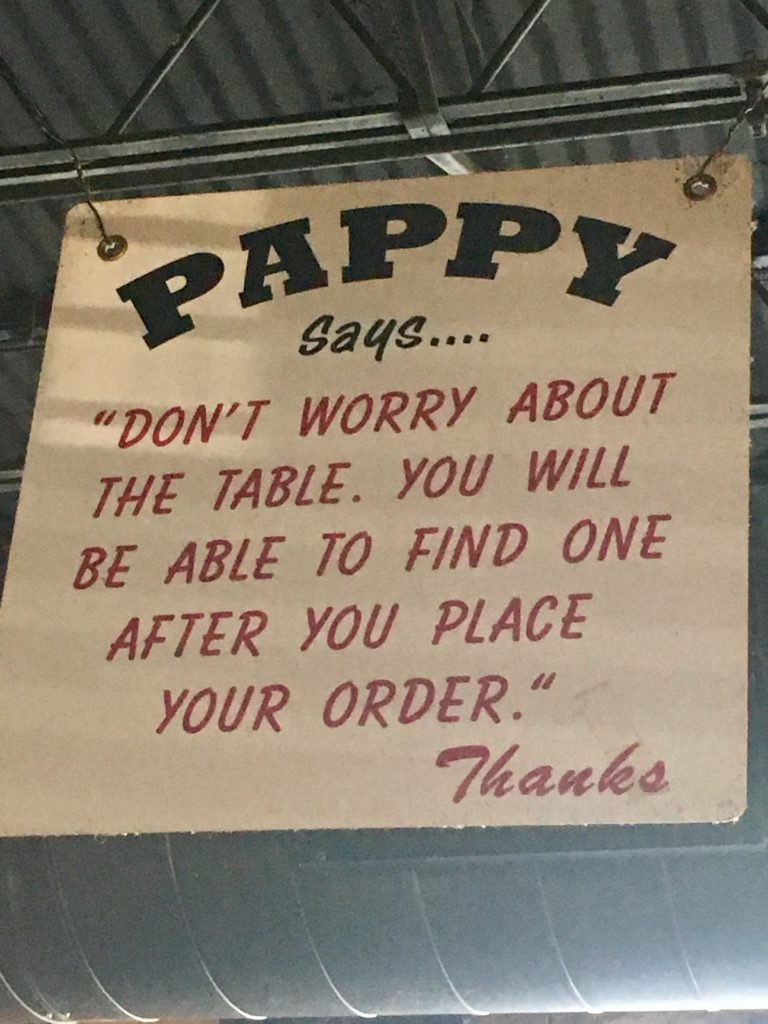 PAPPY
says....
"DON'T WORRY ABOUT
THE TABLE. YOU WILL
BE ABLE TO FIND ONE
AFTER YOU PLACE
YOUR ORDER."
Thanks